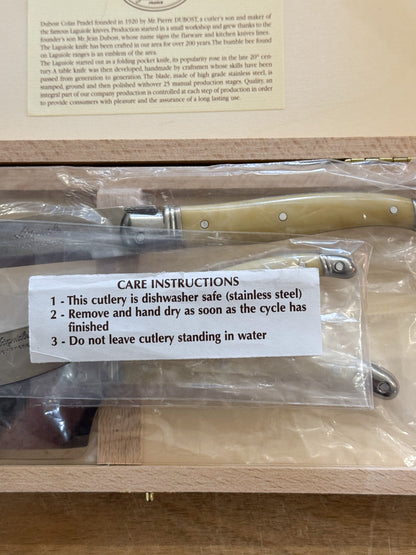 Dubost Colas Pradel founded in 1920 by Mr. Pierre DUBOST, a cutler's son and maker of
the famous Laguiole knives. Production started in a small workshop and grew thanks to the
founder's son Mr. Jean Dubost, whose name signs the flatware and kitchen knives lines.
The Laguiole knife has been crafted in our area for over 200 years. The bumble bee found
on Laguiole ranges is an emblem of the area.
The Laguiole started out as a folding pocket knife, its popularity rose in the late 20th cen-
tury. A table knife was then developed, handmade by craftsmen whose skills have been
passed from generation to generation. The blade, made of high grade stainless steel, is
stamped, ground and then polished without 25 manual production stages. Quality, an
integral part of our company production is controlled at each step of production in order
to provide consumers with pleasure and the assurance of a long lasting use.
Laguiole
CARE INSTRUCTIONS
1 - This cutlery is dishwasher safe (stainless steel)
2 - Remove and hand dry as soon as the cycle has
finished
3 - Do not leave cutlery standing in water
Laguiole